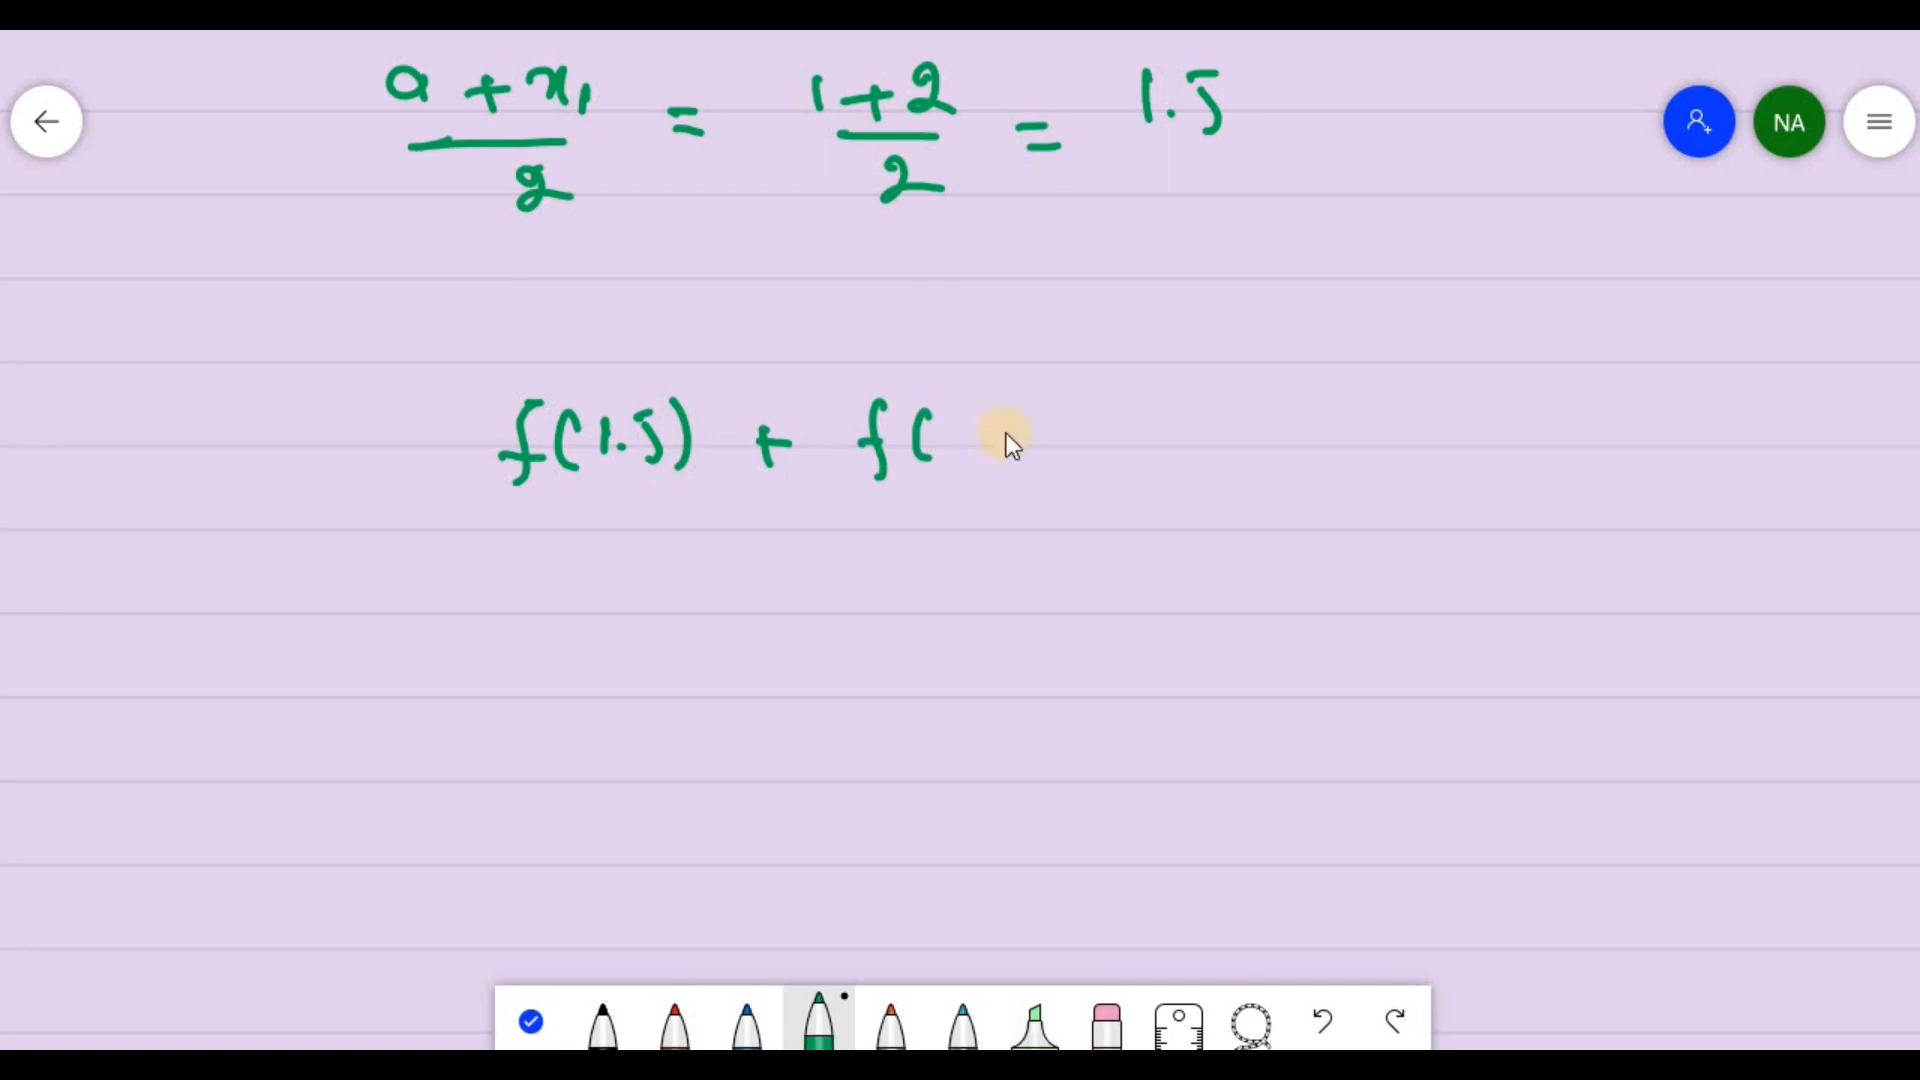 a + x₁ / 2 = 1 + 2 / 2 = 1.5
f(1.5) + f(
NA